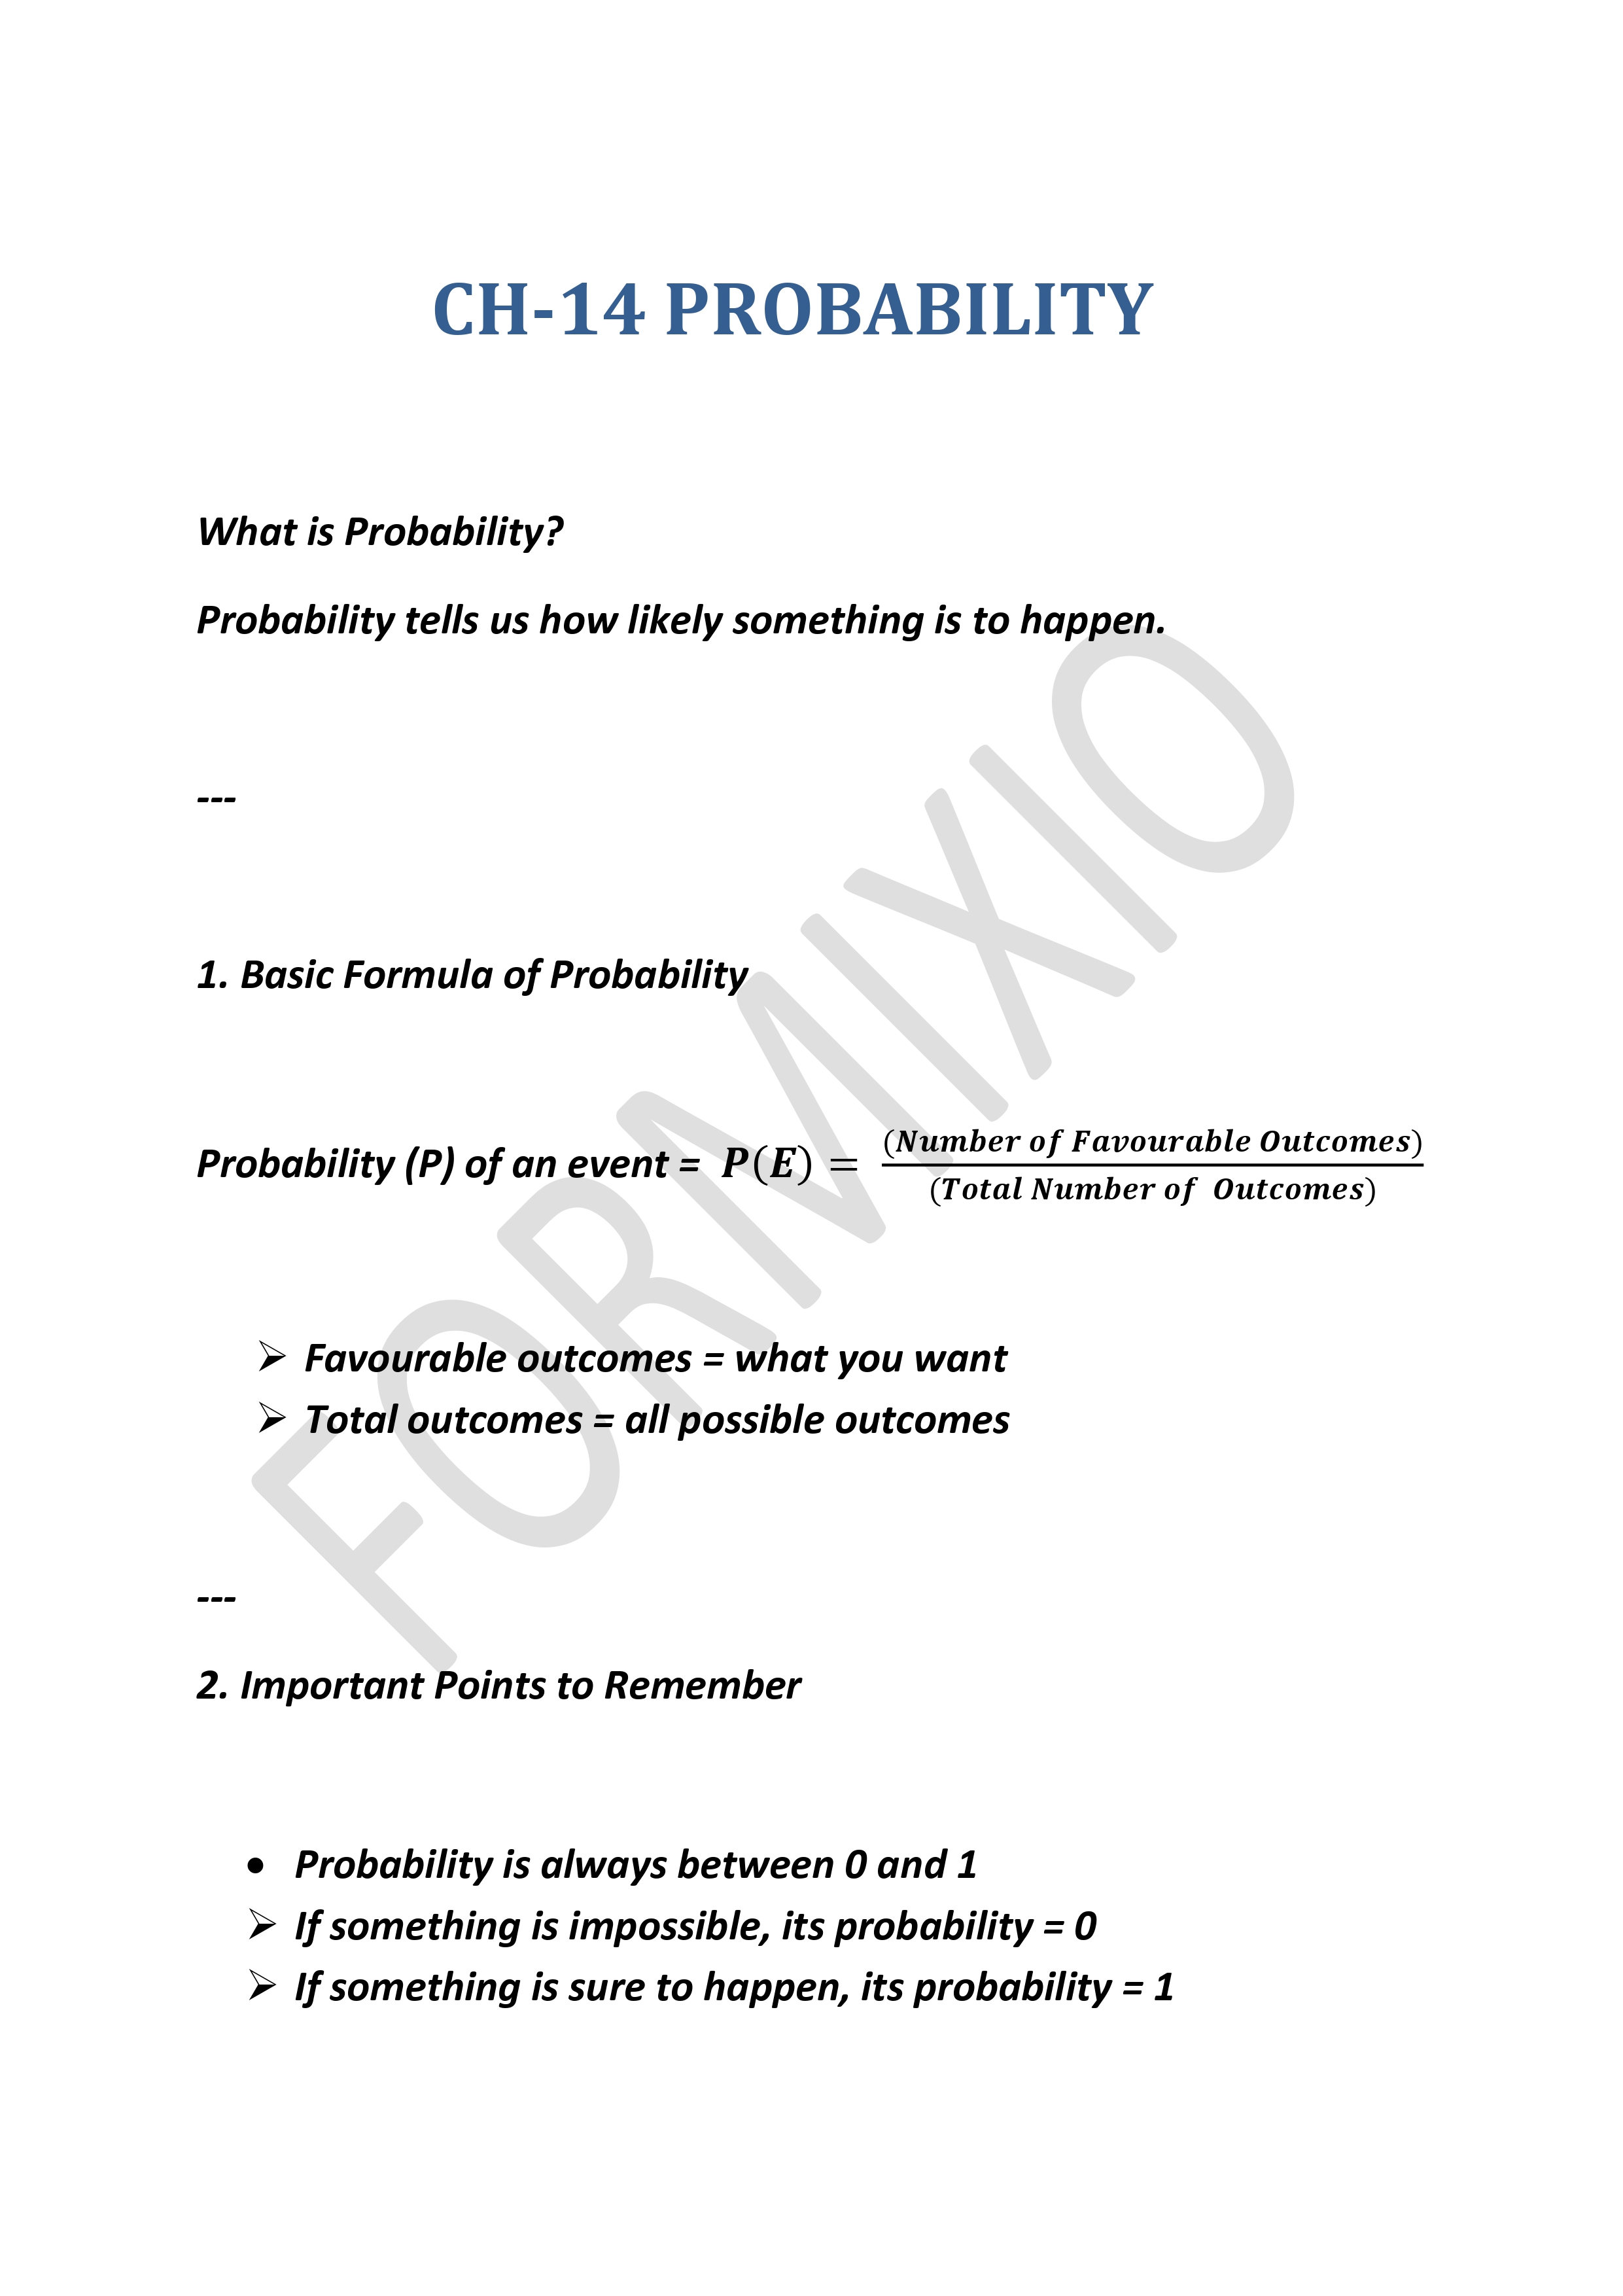 CH-14 PROBABILITY
What is Probability?
Probability tells us how likely something is to happen.
---
1. Basic Formula of Probability
Probability (P) of an event = P(E) = (Number of Favourable Outcomes) / (Total Number of Outcomes)
➢ Favourable outcomes = what you want
➢ Total outcomes = all possible outcomes
---
2. Important Points to Remember
• Probability is always between 0 and 1
➢ If something is impossible, its probability = 0
➢ If something is sure to happen, its probability = 1
FORMIXIO